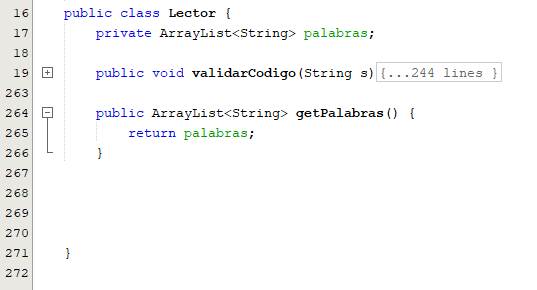 16 public class Lector {
17 private ArrayList<String> palabras;
18
19 public void validarCodigo(String s){...244 lines }
263
264 public ArrayList<String> getPalabras() {
265 return palabras;
266 }
267
268
269
270
271 }
272